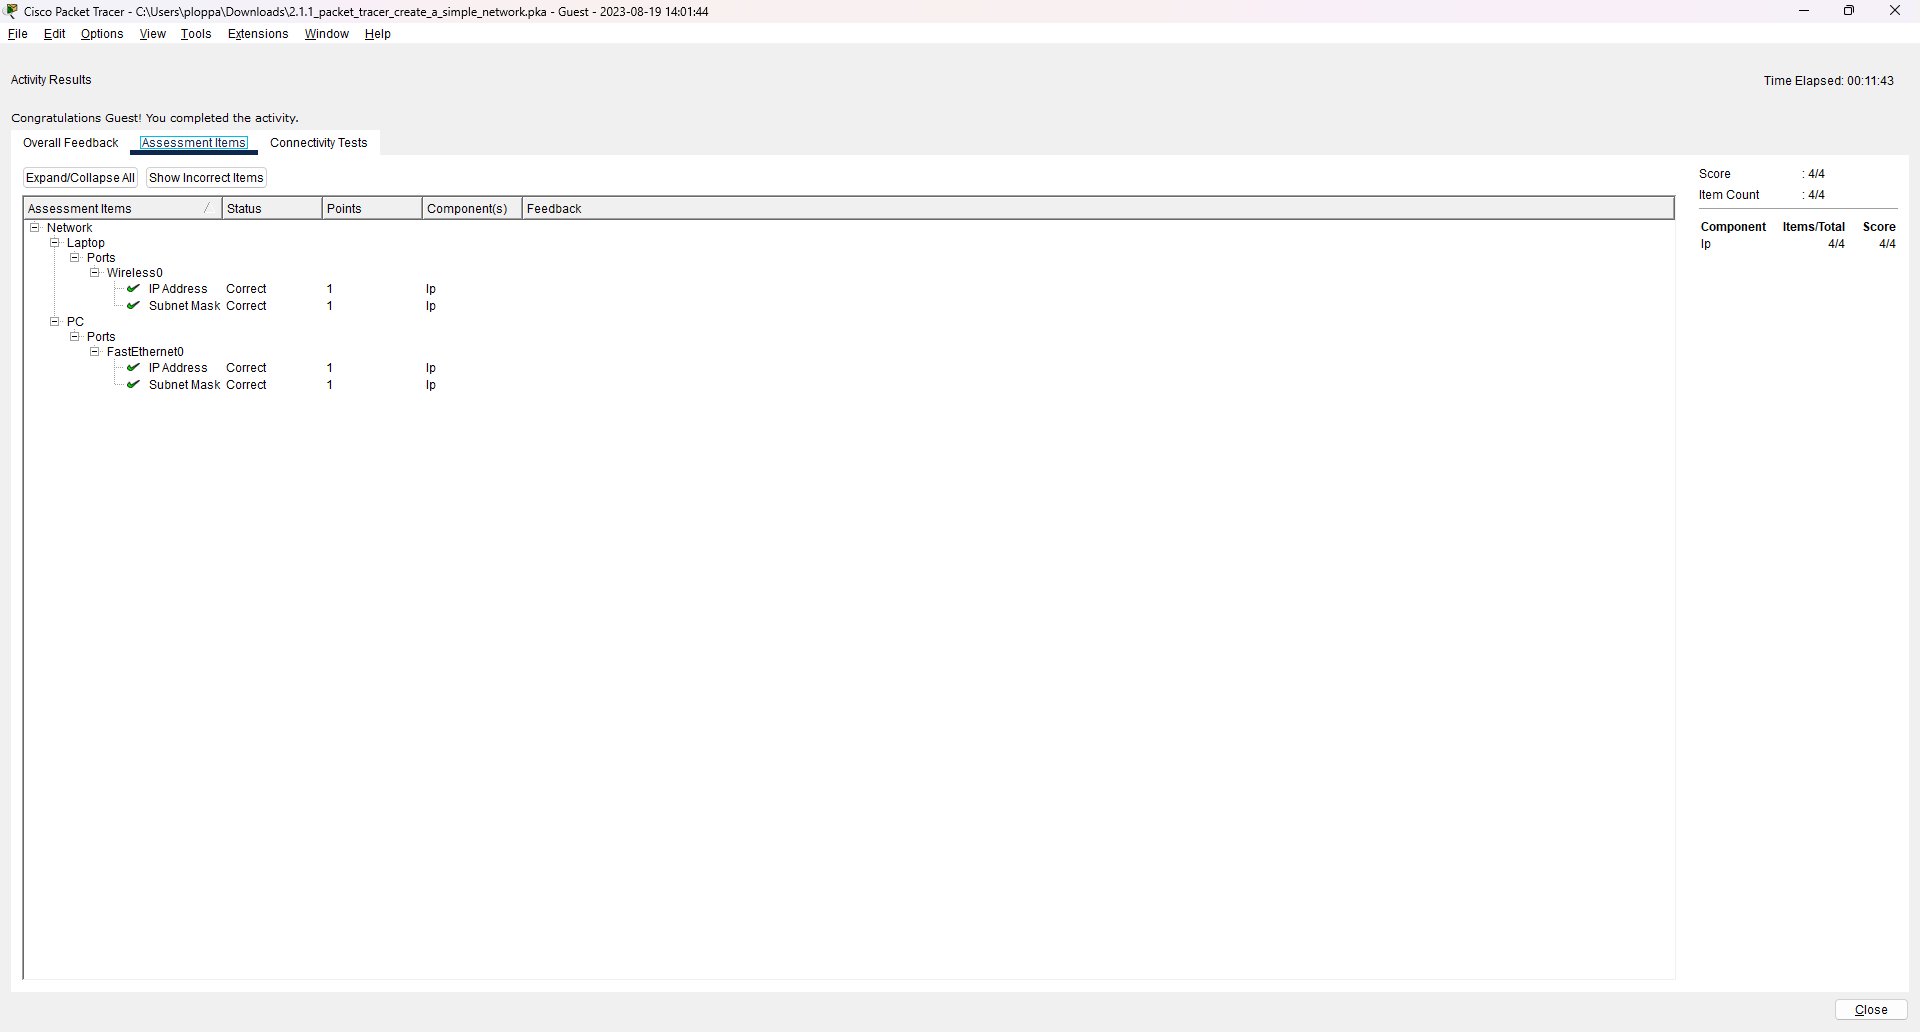 Cisco Packet Tracer - C:\Users\ploppa\Downloads\2.1.1_packet_tracer_create_a_simple_network.pka - Guest - 2023-08-19 14:01:44
File Edit Options View Tools Extensions Window Help
Activity Results
Time Elapsed: 00:11:43
Congratulations Guest! You completed the activity.
Overall Feedback Assessment Items Connectivity Tests
Expand/Collapse All Show Incorrect Items
Assessment Items Status Points Component(s) Feedback
Network
Laptop
Ports
Wireless0
IP Address Correct 1 Ip
Subnet Mask Correct 1 Ip
PC
Ports
FastEthernet0
IP Address Correct 1 Ip
Subnet Mask Correct 1 Ip
Score : 4/4
Item Count : 4/4
Component Items/Total Score
Ip 4/4 4/4
Close